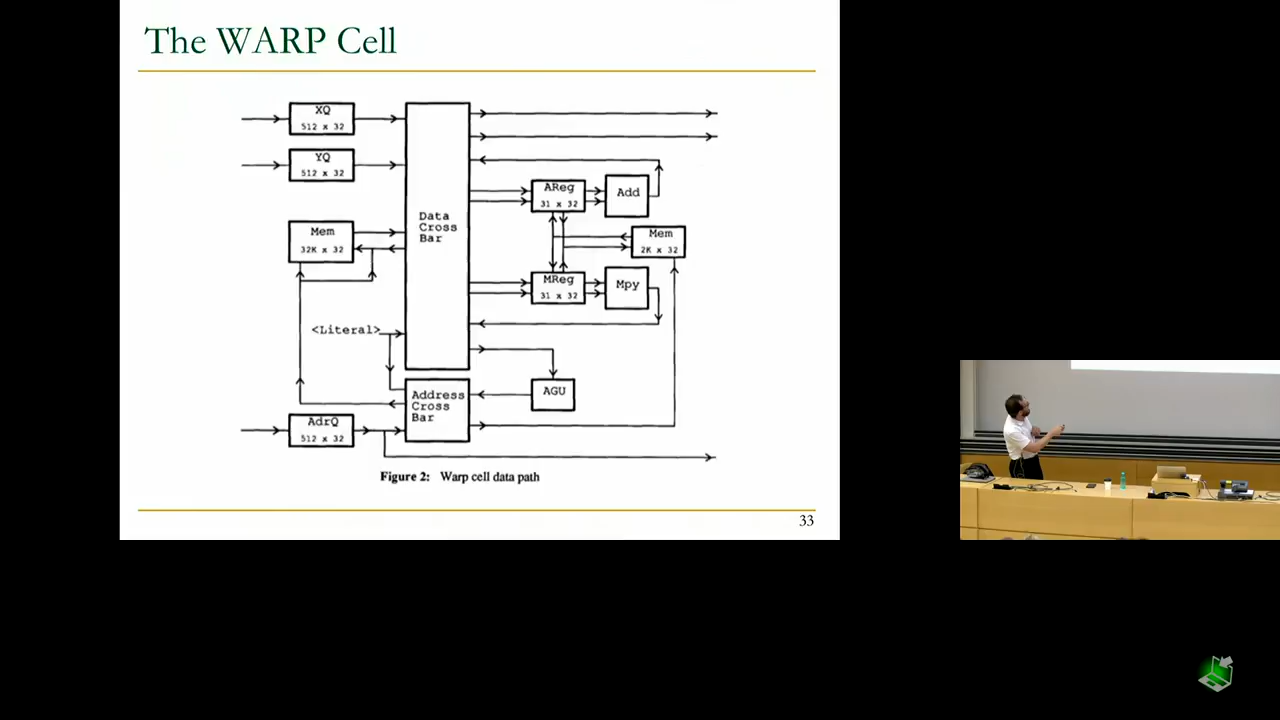 The WARP Cell
XQ
512 x 32
YQ
512 x 32
Mem
32K x 32
<Literal>
AdrQ
512 x 32
Data
Cross
Bar
Address
Cross
Bar
AReg
31 x 32
Add
Mem
2K x 32
MReg
31 x 32
Mpy
AGU
Figure 2: Warp cell data path
33